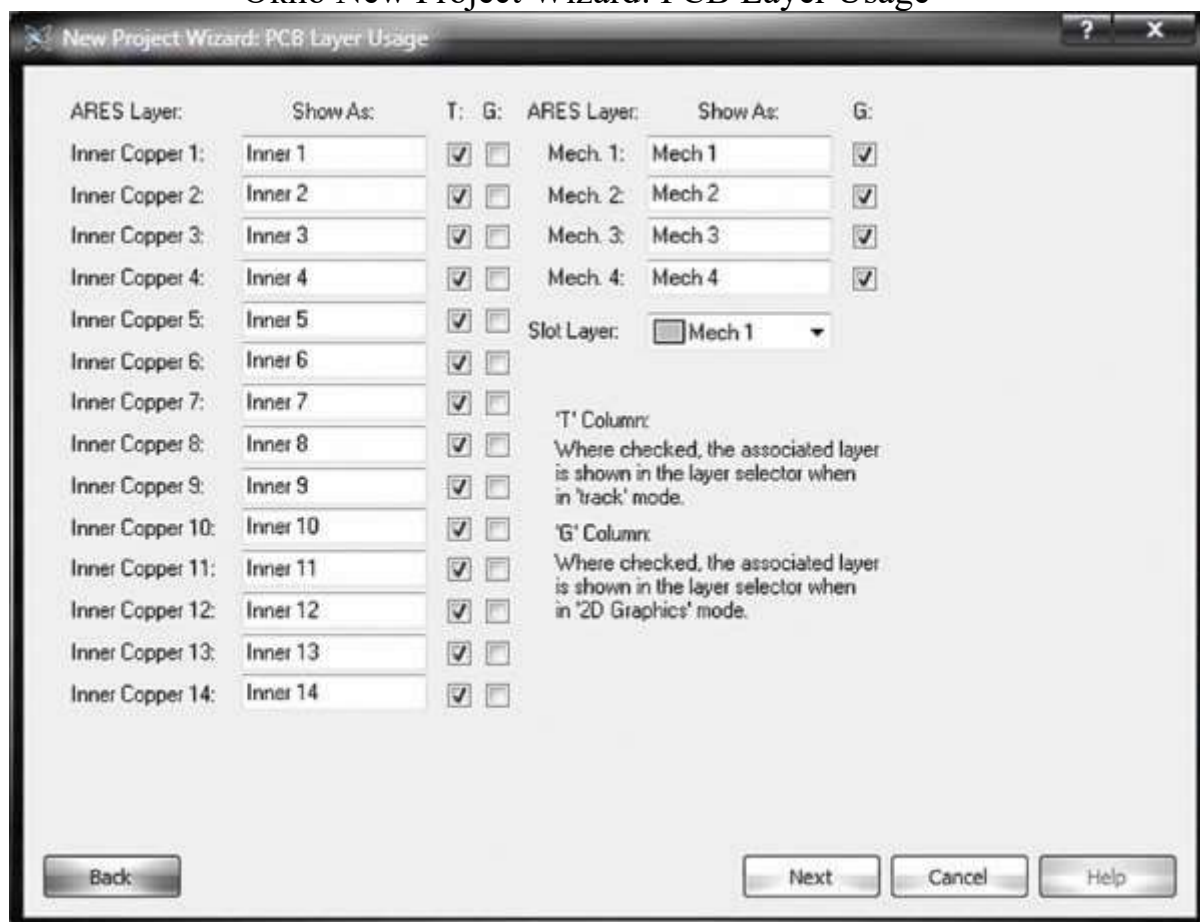 Окно New Project Wizard: PCB Layer Usage
New Project Wizard: PCB Layer Usage
? X
ARES Layer: Show As: T: G: ARES Layer: Show As: G:
Inner Copper 1: Inner 1 Mech. 1: Mech 1
Inner Copper 2: Inner 2 Mech. 2: Mech 2
Inner Copper 3: Inner 3 Mech. 3: Mech 3
Inner Copper 4: Inner 4 Mech. 4: Mech 4
Inner Copper 5: Inner 5 Slot Layer: Mech 1
Inner Copper 6: Inner 6
Inner Copper 7: Inner 7
Inner Copper 8: Inner 8
Inner Copper 9: Inner 9
Inner Copper 10: Inner 10
Inner Copper 11: Inner 11
Inner Copper 12: Inner 12
Inner Copper 13: Inner 13
Inner Copper 14: Inner 14
'T' Column:
Where checked, the associated layer
is shown in the layer selector when
in 'track' mode.
'G' Column:
Where checked, the associated layer
is shown in the layer selector when
in '2D Graphics' mode.
Back Next Cancel Help